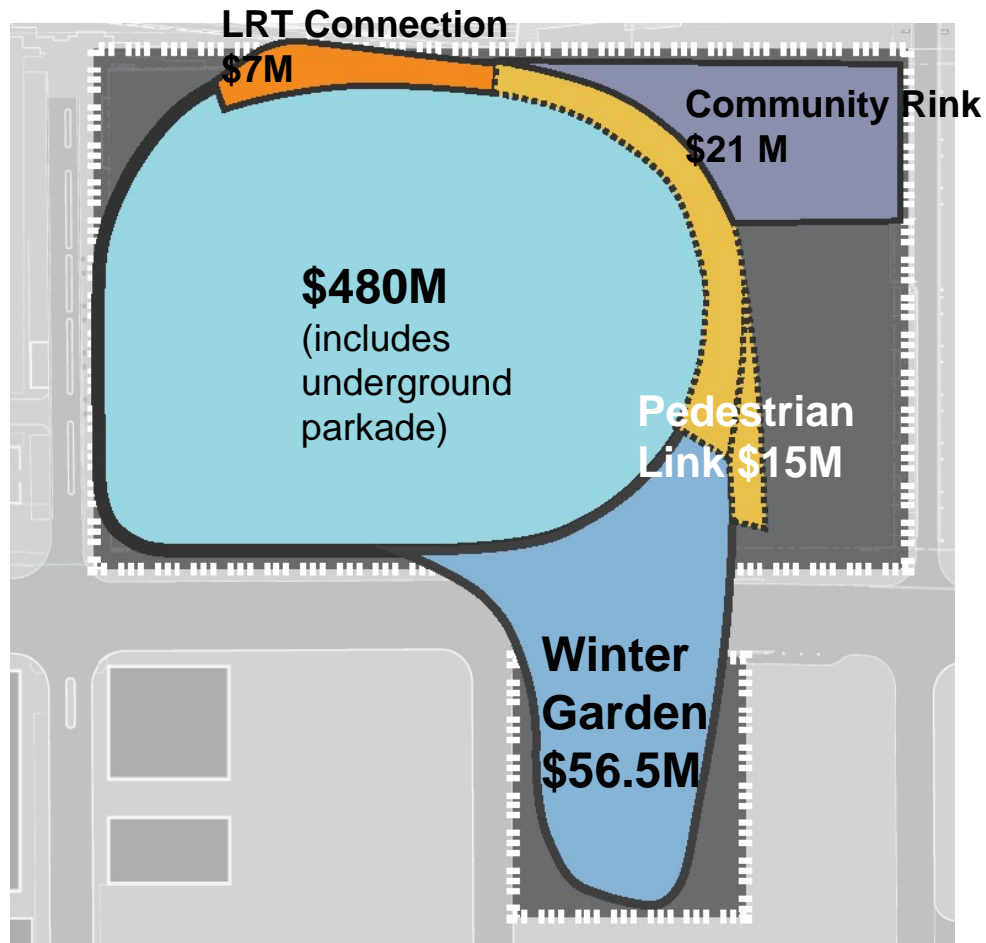 LRT Connection
$7M
Community Rink
$21 M
$480M
(includes
underground
parkade)
Pedestrian
Link $15M
Winter
Garden
$56.5M